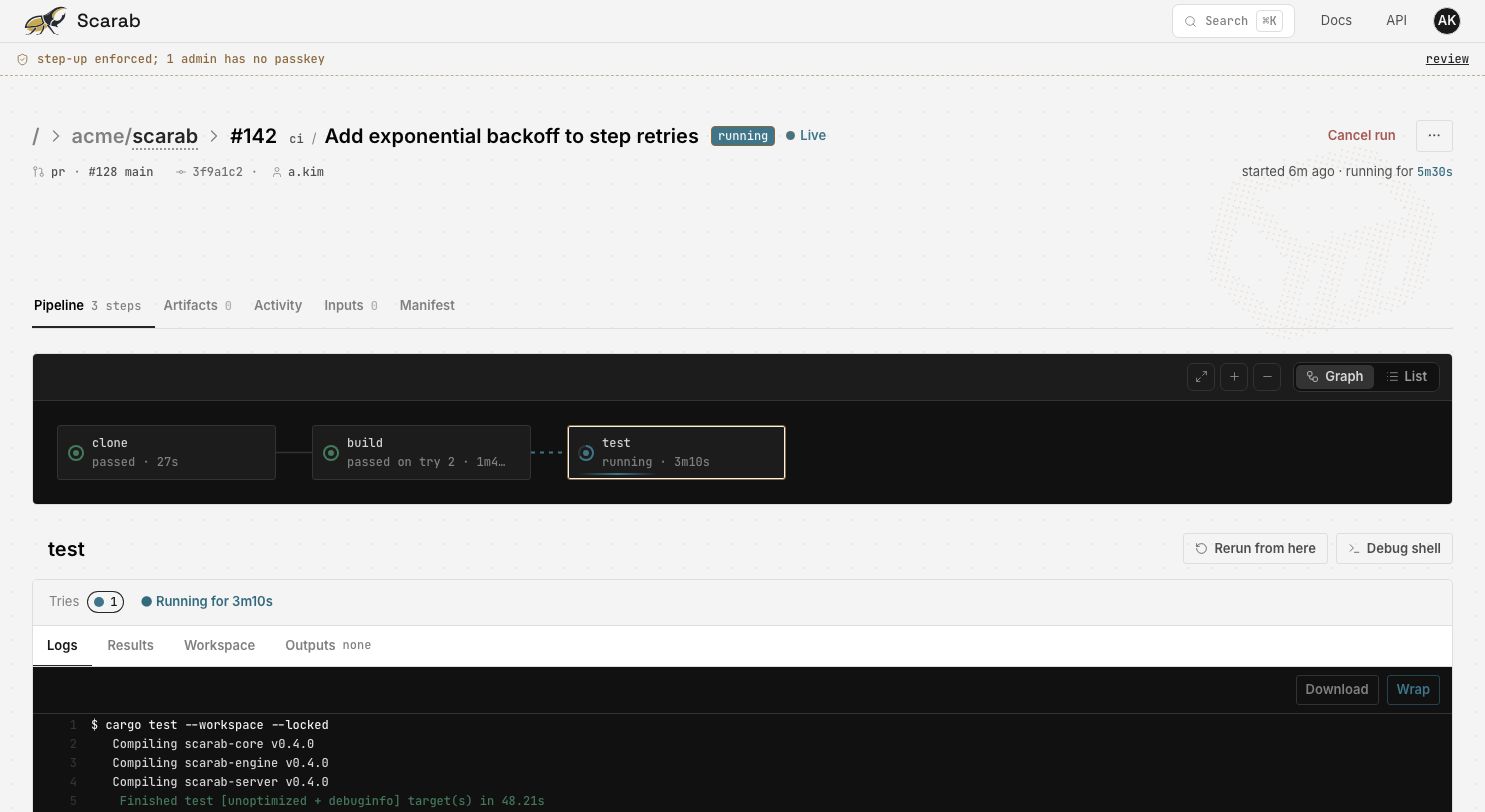 Scarab
Search ⌘K
Docs
API
AK
step-up enforced; 1 admin has no passkey
review
/ > acme/scarab > #142 ci / Add exponential backoff to step retries running Live
Cancel run
...
pr · #128 main 3f9a1c2 · a.kim
started 6m ago · running for 5m30s
Pipeline 3 steps
Artifacts 0
Activity
Inputs 0
Manifest
Graph
List
clone
passed · 27s
build
passed on try 2 · 1m4…
test
running · 3m10s
test
Rerun from here
Debug shell
Tries 1 Running for 3m10s
Logs
Results
Workspace
Outputs none
Download
Wrap
1 $ cargo test --workspace --locked
2 Compiling scarab-core v0.4.0
3 Compiling scarab-engine v0.4.0
4 Compiling scarab-server v0.4.0
5 Finished test [unoptimized + debuginfo] target(s) in 48.21s